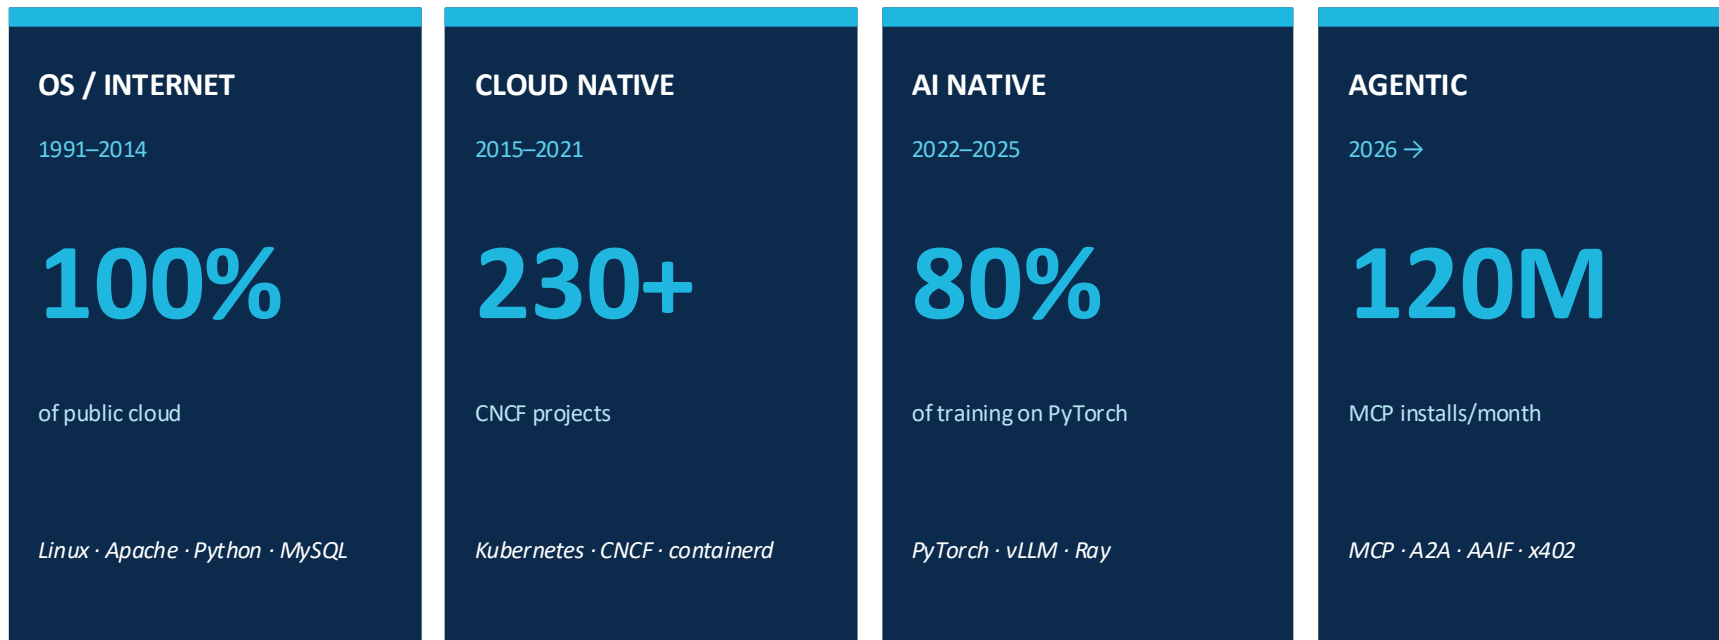 OS / INTERNET
1991–2014
100%
of public cloud
Linux · Apache · Python · MySQL
CLOUD NATIVE
2015–2021
230+
CNCF projects
Kubernetes · CNCF · containerd
AI NATIVE
2022–2025
80%
of training on PyTorch
PyTorch · vLLM · Ray
AGENTIC
2026 →
120M
MCP installs/month
MCP · A2A · AAIF · x402